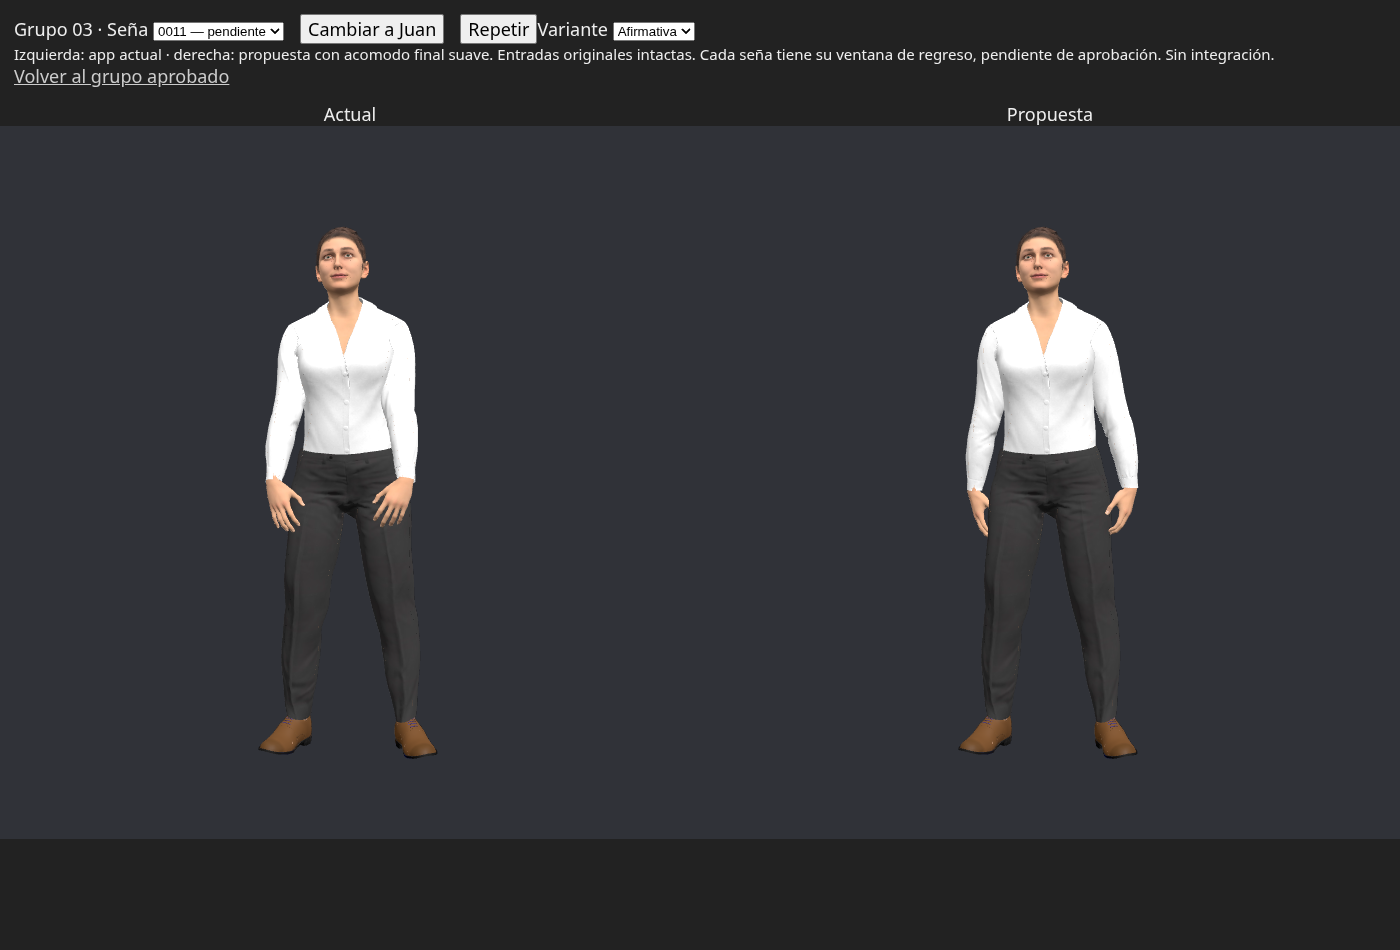 Grupo 03 · Seña 0011 — pendiente Cambiar a Juan Repetir Variante Afirmativa
Izquierda: app actual · derecha: propuesta con acomodo final suave. Entradas originales intactas. Cada seña tiene su ventana de regreso, pendiente de aprobación. Sin integración.
Volver al grupo aprobado
Actual Propuesta